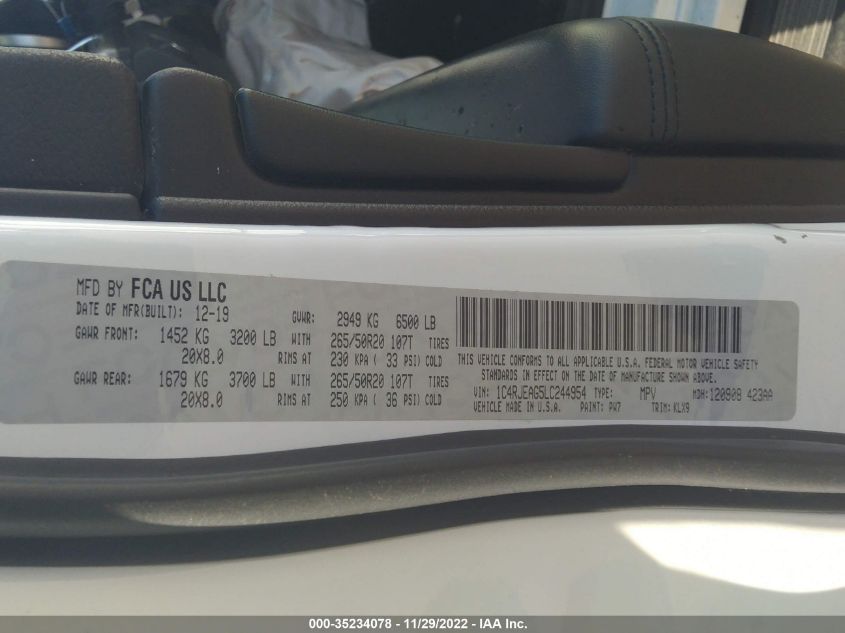 MFD BY FCA US LLC
DATE OF MFR(BUILT): 12-19 GVWR: 2949 KG 6500 LB
GAWR FRONT: 1452 KG 3200 LB WITH 265/50R20 107T TIRES
20X8.0 RIMS AT 230 KPA ( 33 PSI) COLD
GAWR REAR: 1679 KG 3700 LB WITH 265/50R20 107T TIRES
20X8.0 RIMS AT 250 KPA ( 36 PSI) COLD
THIS VEHICLE CONFORMS TO ALL APPLICABLE U.S.A. FEDERAL MOTOR VEHICLE SAFETY
STANDARDS IN EFFECT ON THE DATE OF MANUFACTURE SHOWN ABOVE.
VIN: 1C4RJEAG5LC244954 TYPE: MPV MDH: 120908 423AA
VEHICLE MADE IN U.S.A. PAINT: PW7 TRIM: KLX9
000-35234078 - 11/29/2022 - IAA Inc.